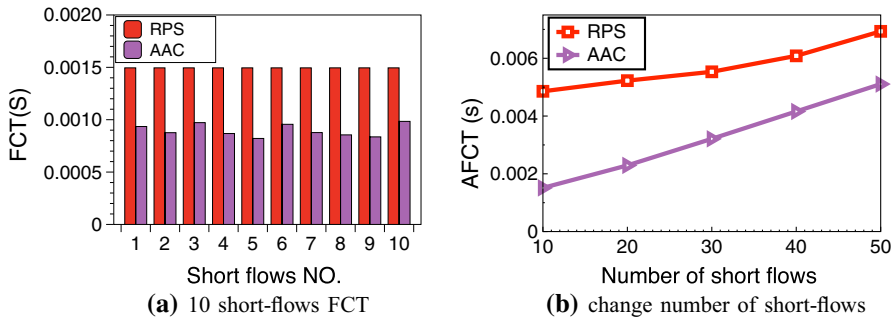 0.0020
0.0015
0.0010
0.0005
0
FCT(S)
RPS
AAC
1 2 3 4 5 6 7 8 9 10
Short flows NO.
(a) 10 short-flows FCT
0.006
0.004
0.002
0
AFCT (s)
RPS
AAC
10 20 30 40 50
Number of short flows
(b) change number of short-flows